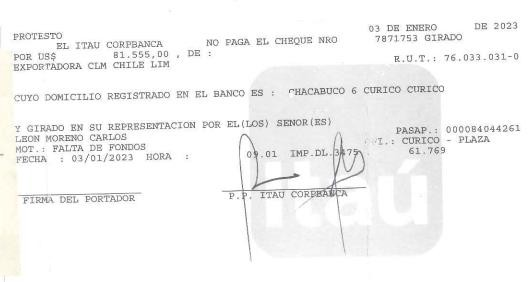 PROTESTO 03 DE ENERO DE 2023
EL ITAU CORPBANCA NO PAGA EL CHEQUE NRO 7871753 GIRADO
POR US$ 81.555,00 , DE :
EXPORTADORA CLM CHILE LIM R.U.T.: 76.033.031-0
CUYO DOMICILIO REGISTRADO EN EL BANCO ES : CHACABUCO 6 CURICO CURICO
Y GIRADO EN SU REPRESENTACION POR EL(LOS) SENOR(ES)
LEON MORENO CARLOS PASAP.: 000084044261
MOT.: FALTA DE FONDOS CURICO - PLAZA
FECHA : 03/01/2023 HORA : 09.01 IMP.DL.3475 61.769
FIRMA DEL PORTADOR P.P. ITAU CORPBANCA
Itaú